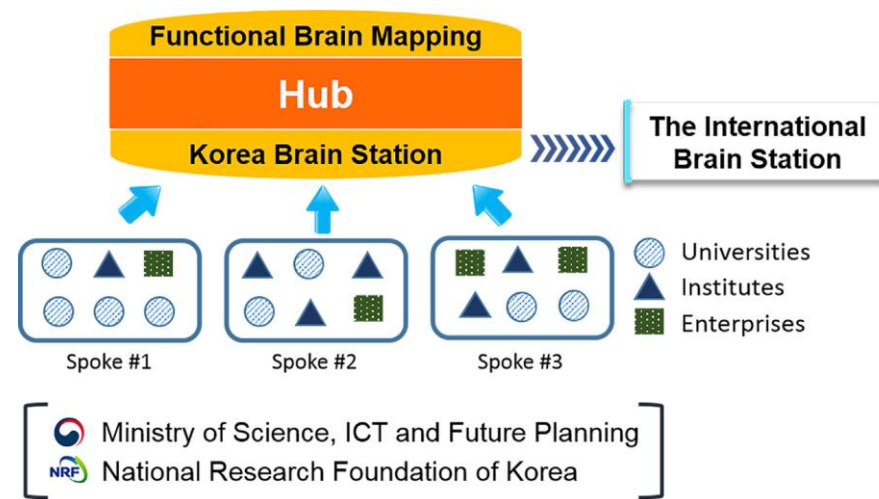 Functional Brain Mapping
Hub
Korea Brain Station
The International
Brain Station
Universities
Institutes
Enterprises
Spoke #1
Spoke #2
Spoke #3
Ministry of Science, ICT and Future Planning
NRF
National Research Foundation of Korea